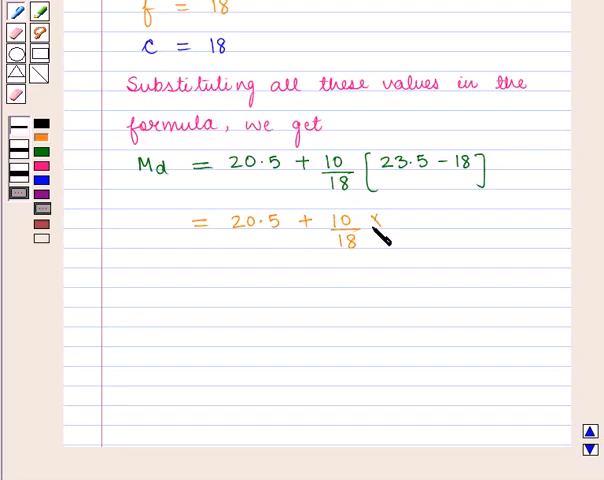 f = 18
c = 18
Substituting all these values in the
formula, we get
Md = 20.5 + 10/18 [23.5 - 18]
= 20.5 + 10/18 ×